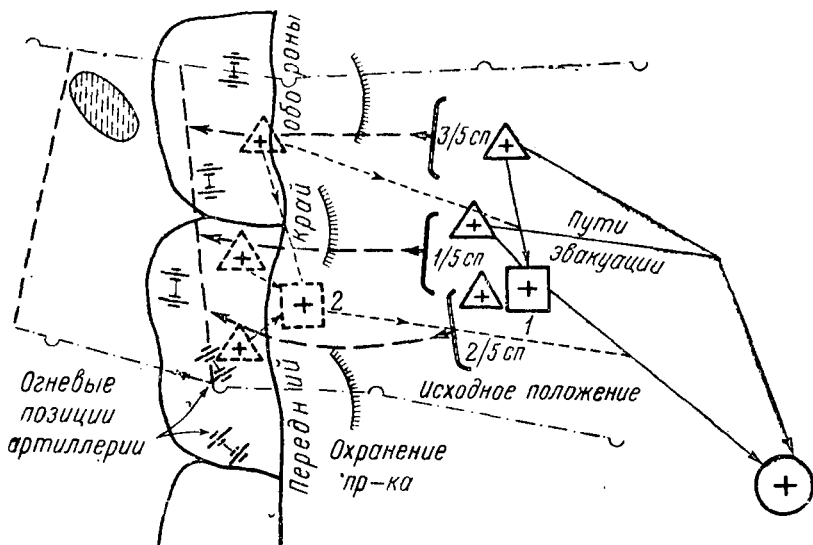 Передний край обороны
3/5 сп
1/5 сп
2/5 сп
Пути
эвакуации
1
2
Исходное положение
Огневые
позиции
артиллерии
Охранение
пр-ка